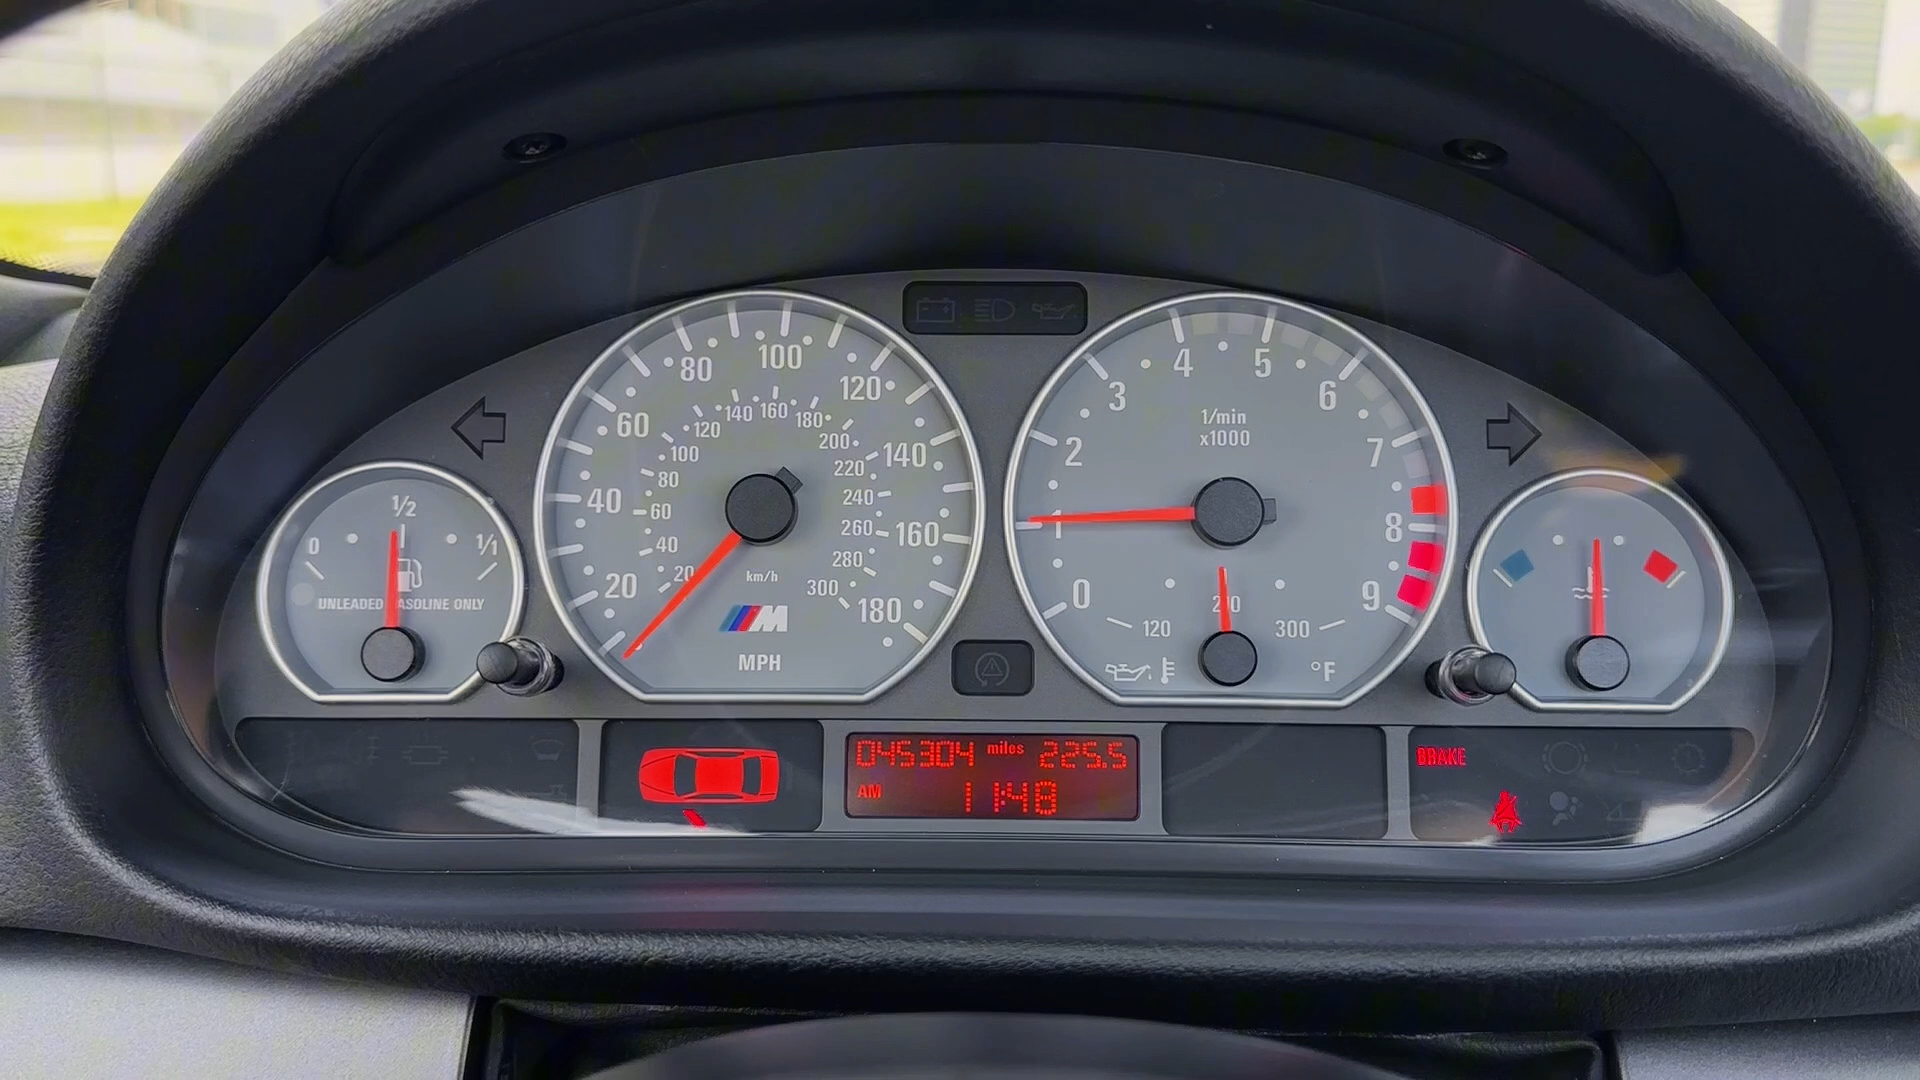 0 1/2 1/1
UNLEADED GASOLINE ONLY
20 40 60 80 100 120 140 160 180
20 40 60 80 100 120 140 160 180 200 220 240 260 280 300
km/h
M
MPH
0 1 2 3 4 5 6 7 8 9
1/min
x1000
120 210 300
°F
045304 miles 225.5
AM 11:48
BRAKE